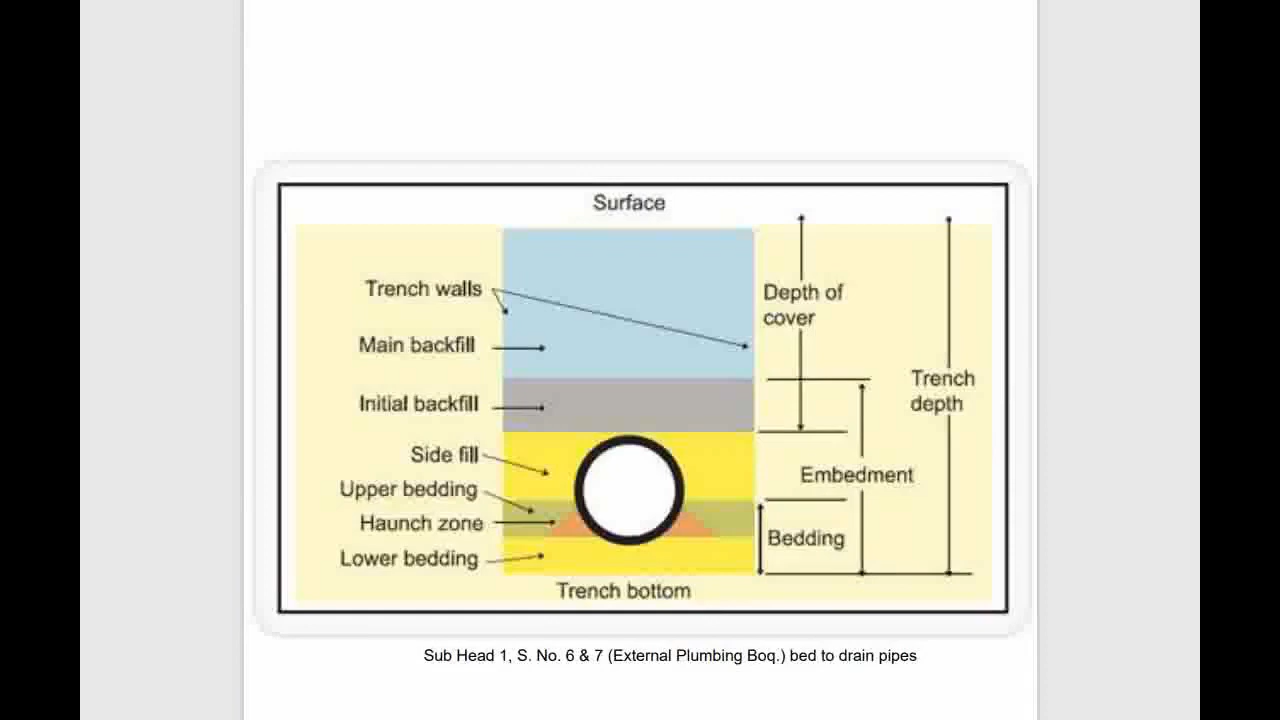 Surface
Trench walls
Main backfill
Initial backfill
Side fill
Upper bedding
Haunch zone
Lower bedding
Trench bottom
Depth of
cover
Trench
depth
Embedment
Bedding
Sub Head 1, S. No. 6 & 7 (External Plumbing Boq.) bed to drain pipes